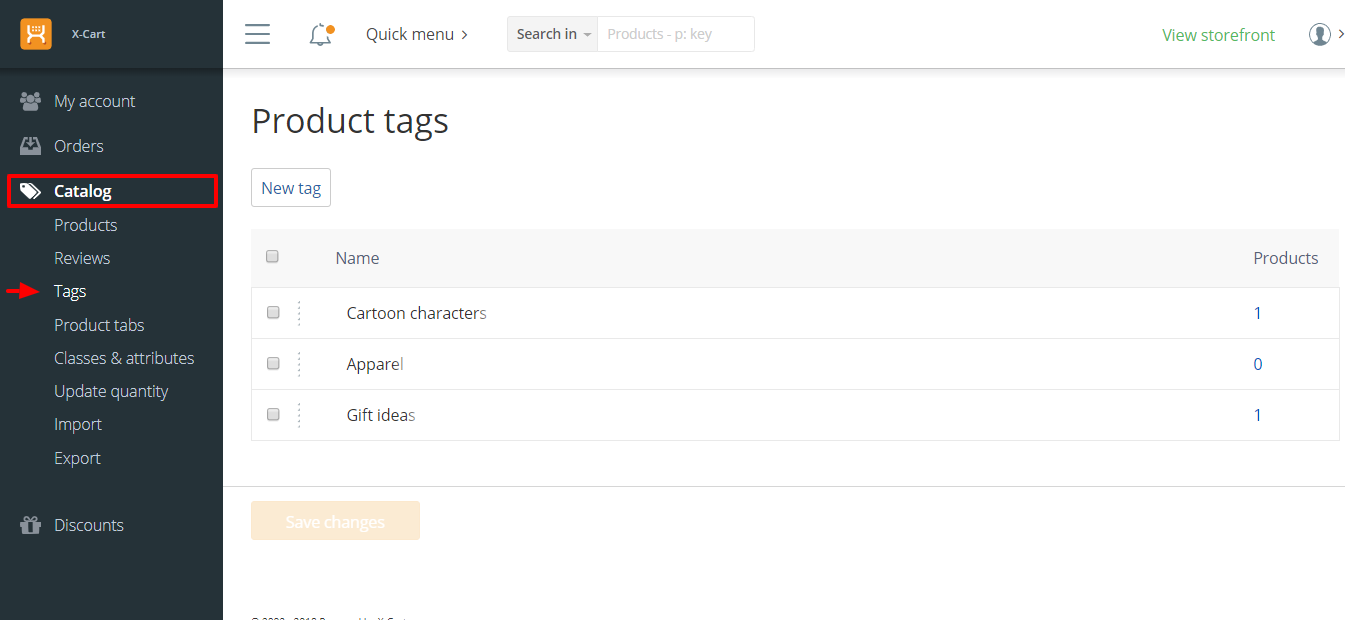 X-Cart
Quick menu
Search in
Products - p: key
View storefront
My account
Orders
Catalog
Products
Reviews
Tags
Product tabs
Classes & attributes
Update quantity
Import
Export
Discounts
Product tags
New tag
Name Products
Cartoon characters 1
Apparel 0
Gift ideas 1
Save changes